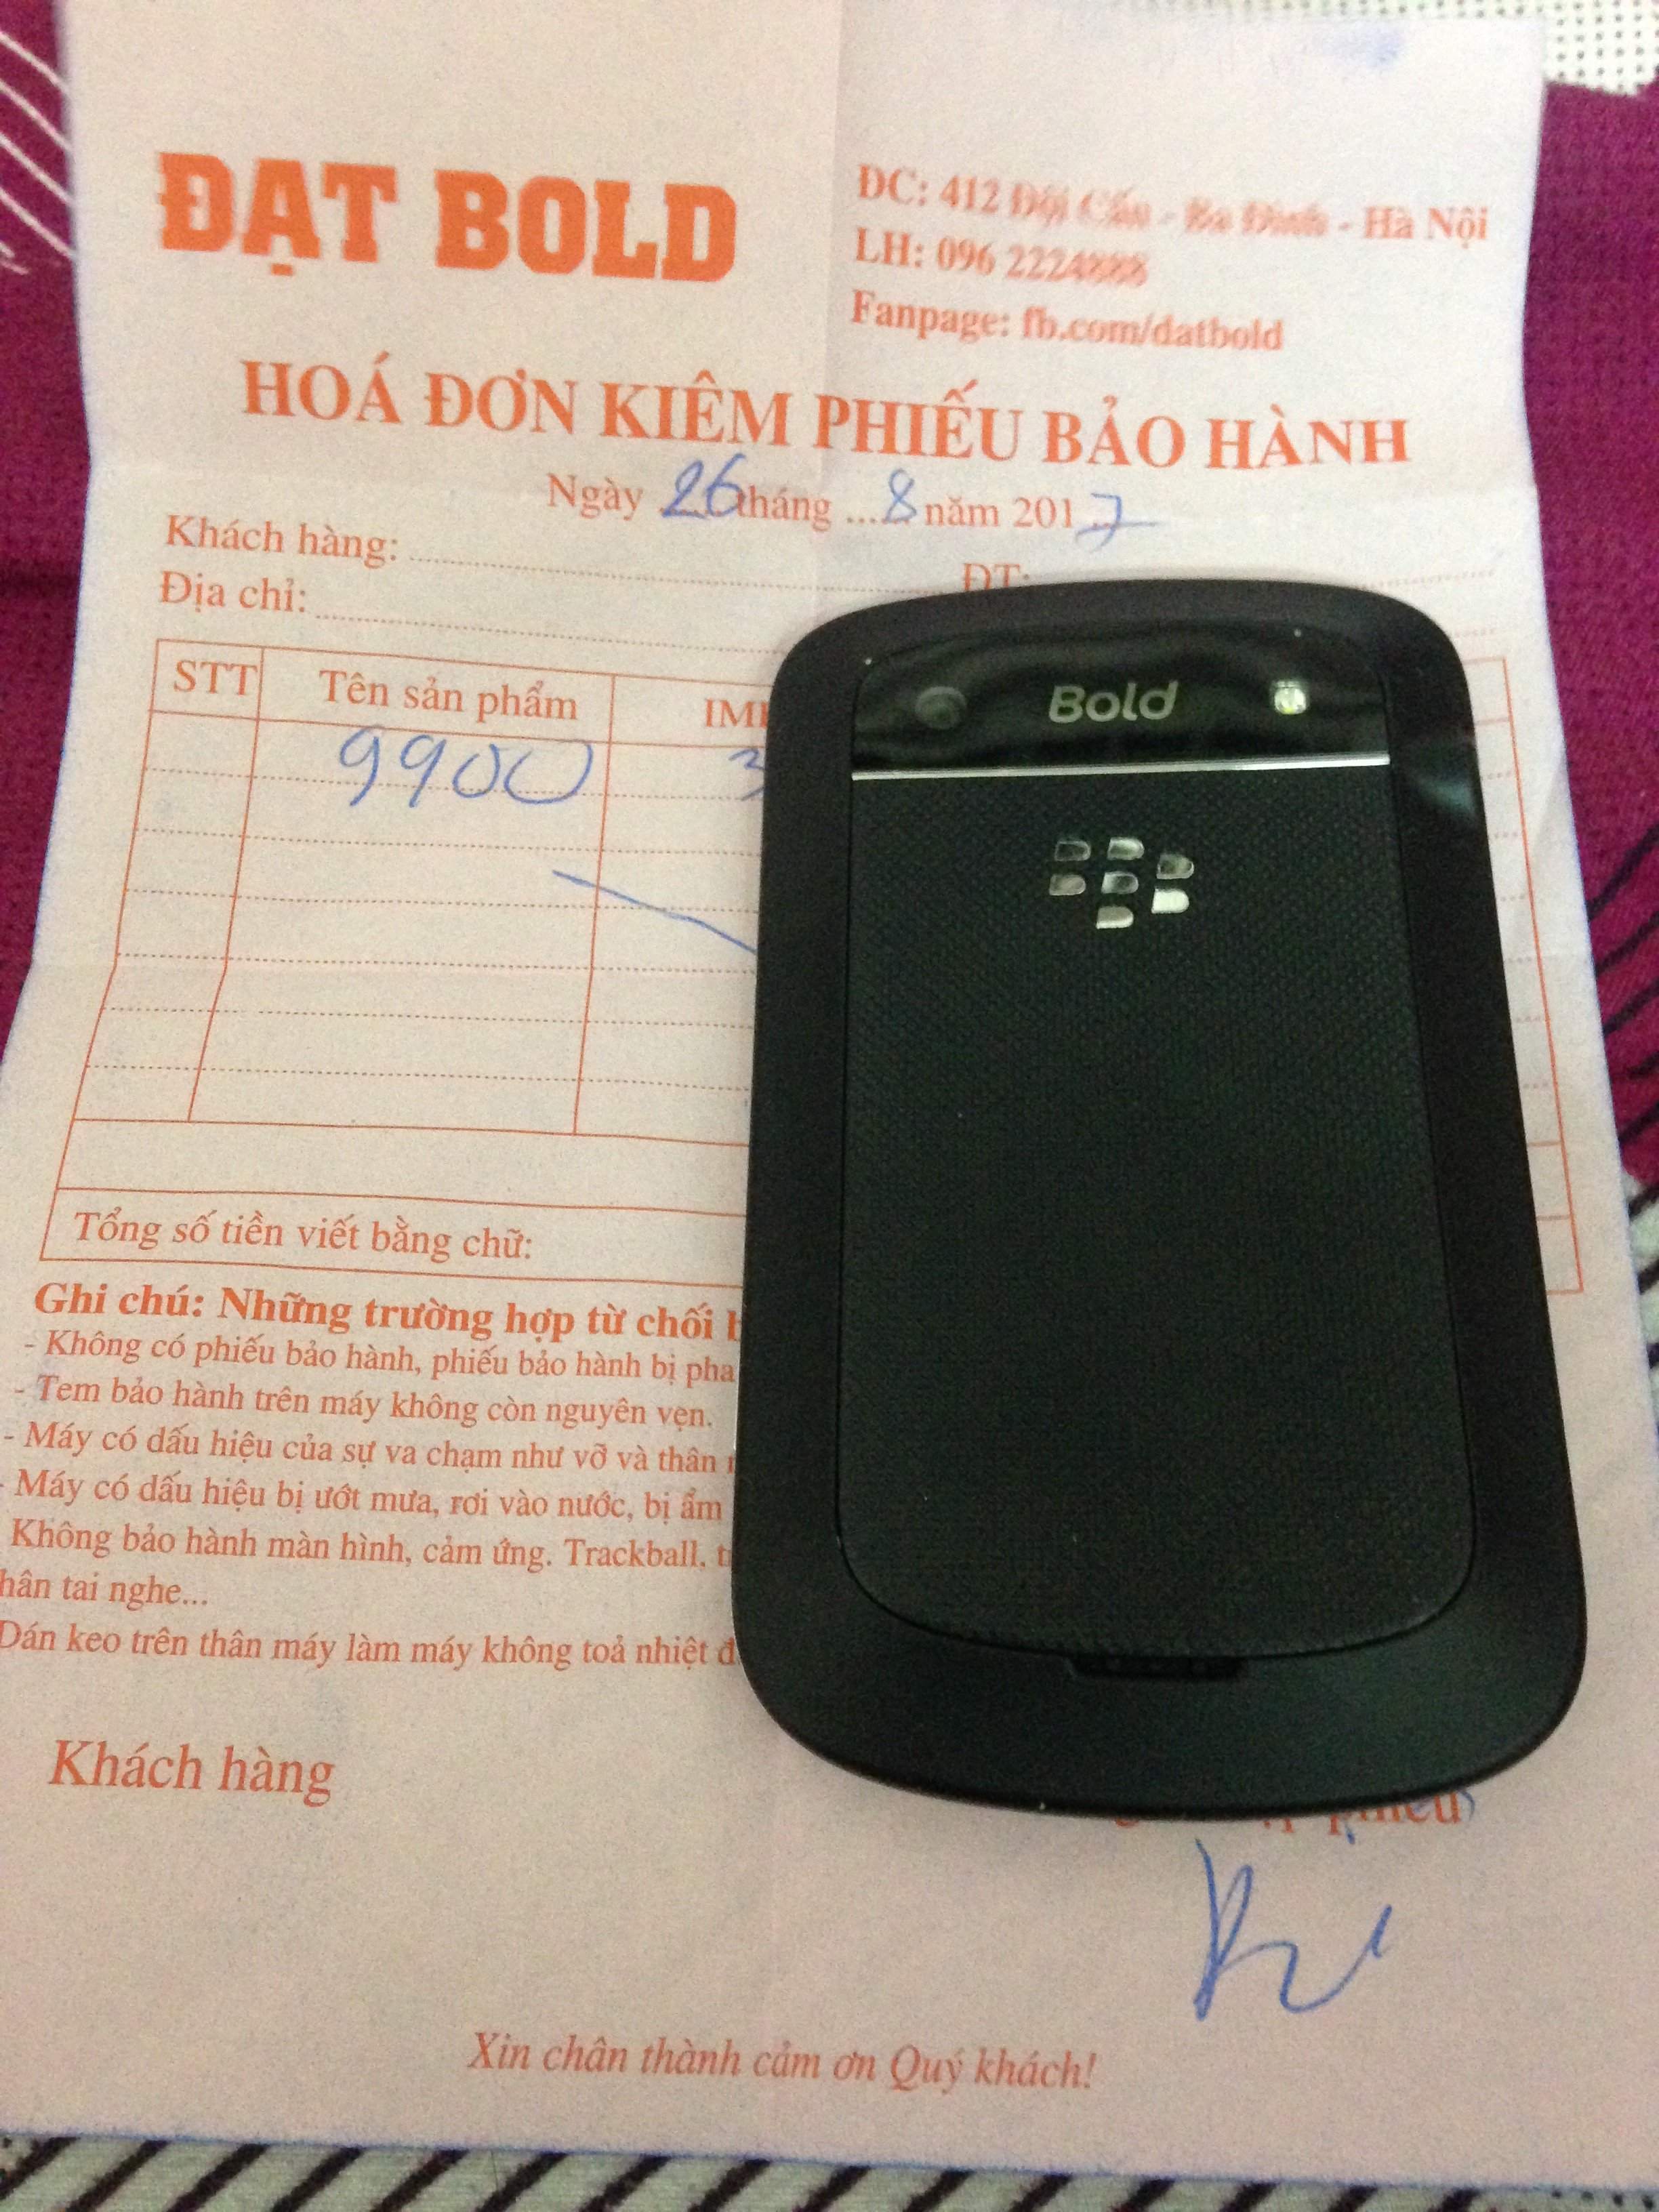 ĐẠT BOLD
ĐC: 412 Đội Cấn - Ba Đình - Hà Nội
LH: 096 2224888
Fanpage: fb.com/datbold
HOÁ ĐƠN KIÊM PHIẾU BẢO HÀNH
Ngày 26 tháng ... 8 năm 2017
Khách hàng:
ĐT:
Địa chỉ:
STT Tên sản phẩm
9900 3
Bold
Tổng số tiền viết bằng chữ:
Ghi chú: Những trường hợp từ chối
- Không có phiếu bảo hành, phiếu bảo hành bị
- Tem bảo hành trên máy không còn nguyên vẹn.
- Máy có dấu hiệu của sự va chạm như vỡ và thân
- Máy có dấu hiệu bị ướt mưa, rơi vào nước, bị ẩm
Không bảo hành màn hình, cảm ứng. Trackball,
tai nghe...
Dán keo trên thân máy làm máy không toả nhiệt
Khách hàng
phiếu
Xin chân thành cảm ơn Quý khách!